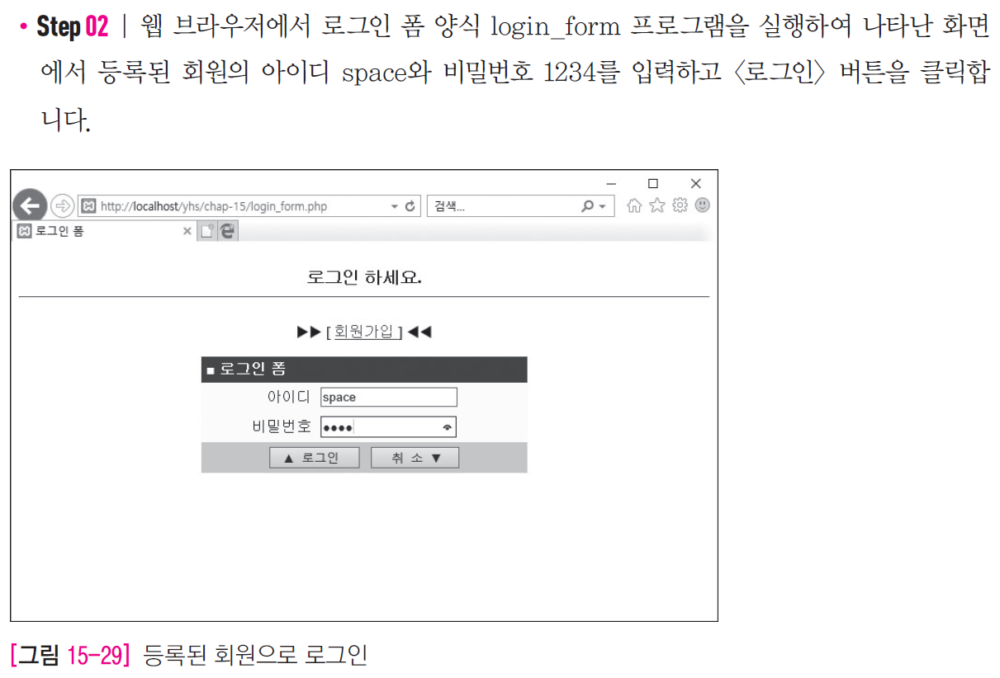 • Step 02 | 웹 브라우저에서 로그인 폼 양식 login_form 프로그램을 실행하여 나타난 화면
에서 등록된 회원의 아이디 space와 비밀번호 1234를 입력하고 〈로그인〉 버튼을 클릭합
니다.
http://localhost/yhs/chap-15/login_form.php 검색...
로그인 폼
로그인 하세요.
▶▶ [ 회원가입 ] ◀◀
■ 로그인 폼
아이디 space
비밀번호 ●●●●
▲ 로그인 취 소 ▼
[그림 15-29] 등록된 회원으로 로그인